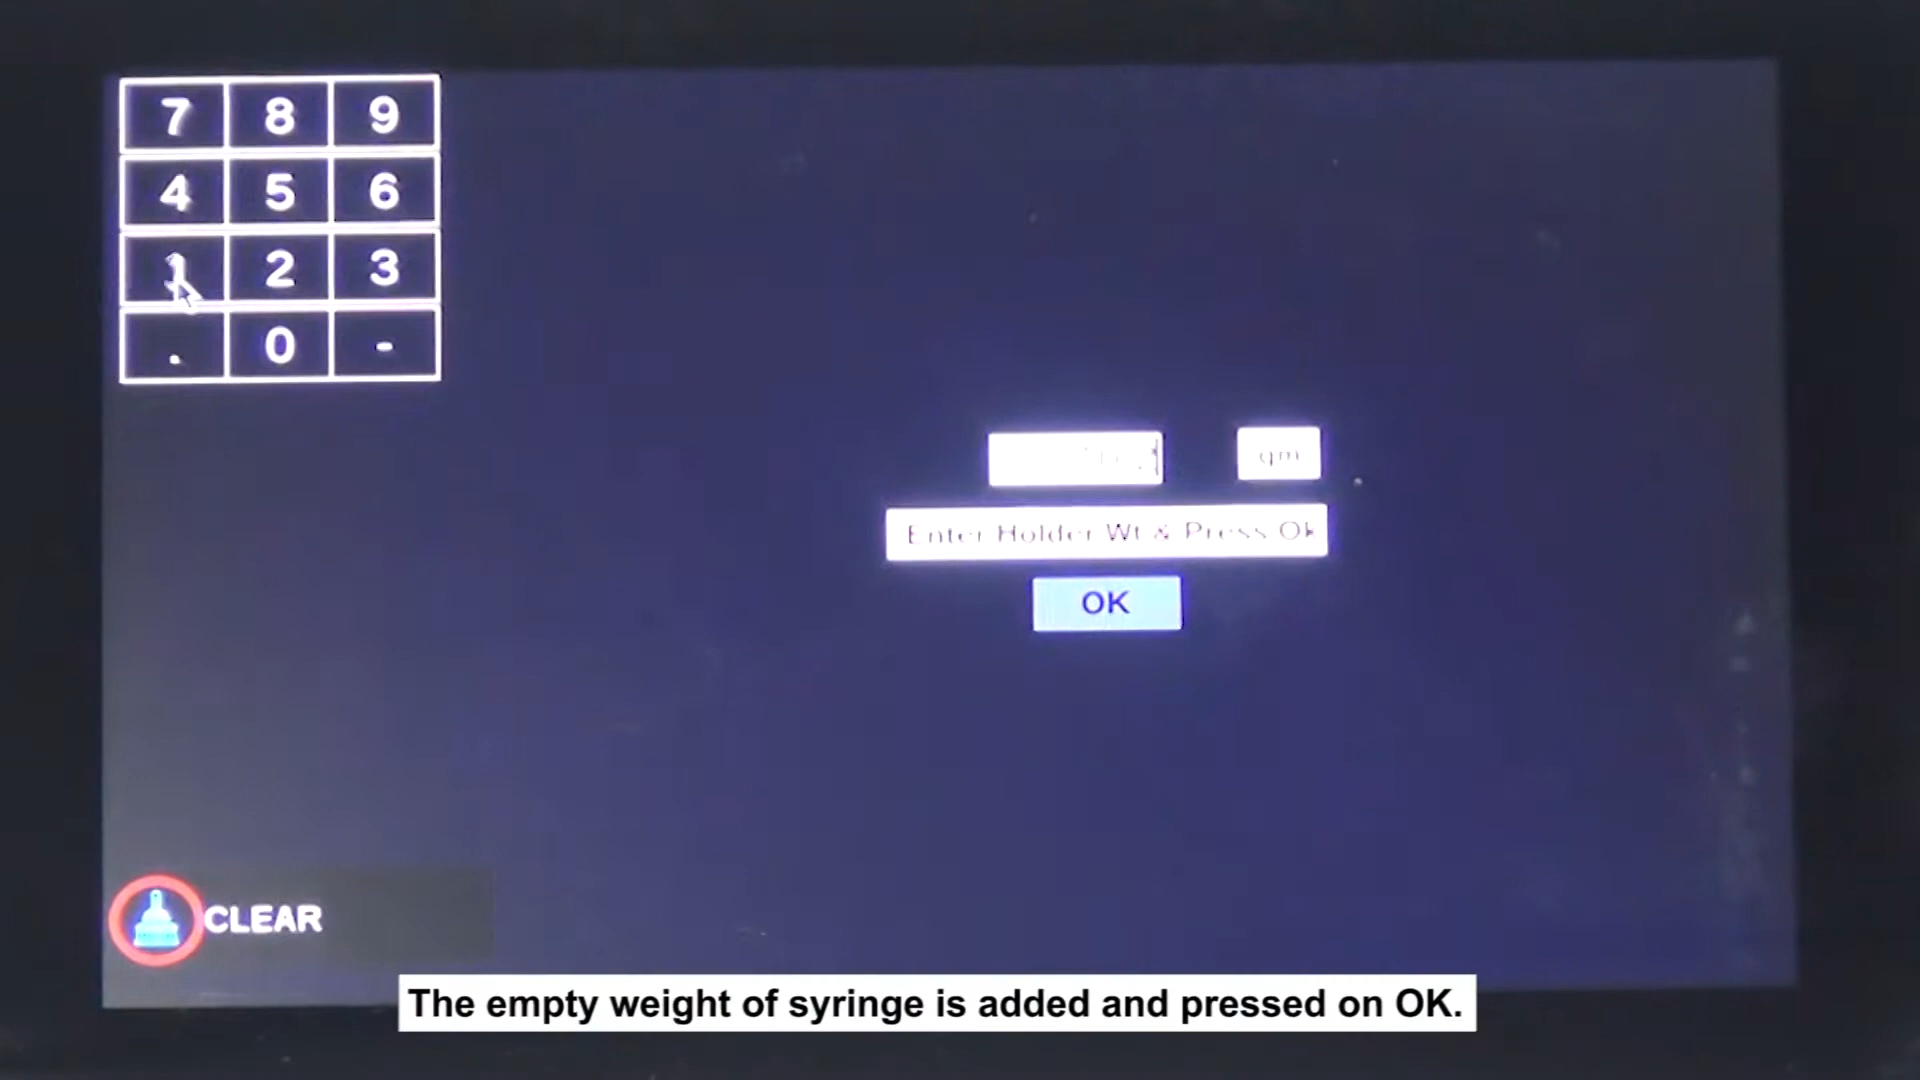 7 8 9
4 5 6
1 2 3
. 0 -
gm
Enter Holder Wt & Press Ok
OK
CLEAR
The empty weight of syringe is added and pressed on OK.